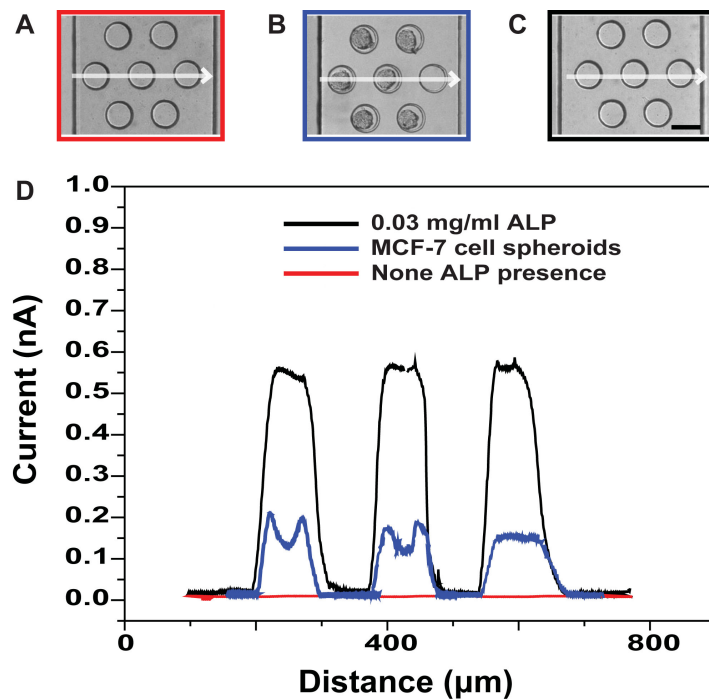 A
B
C
D
1.0
0.9
0.8
0.7
0.6
0.5
0.4
0.3
0.2
0.1
0.0
Current (nA)
0.03 mg/ml ALP
MCF-7 cell spheroids
None ALP presence
0
400
800
Distance (μm)